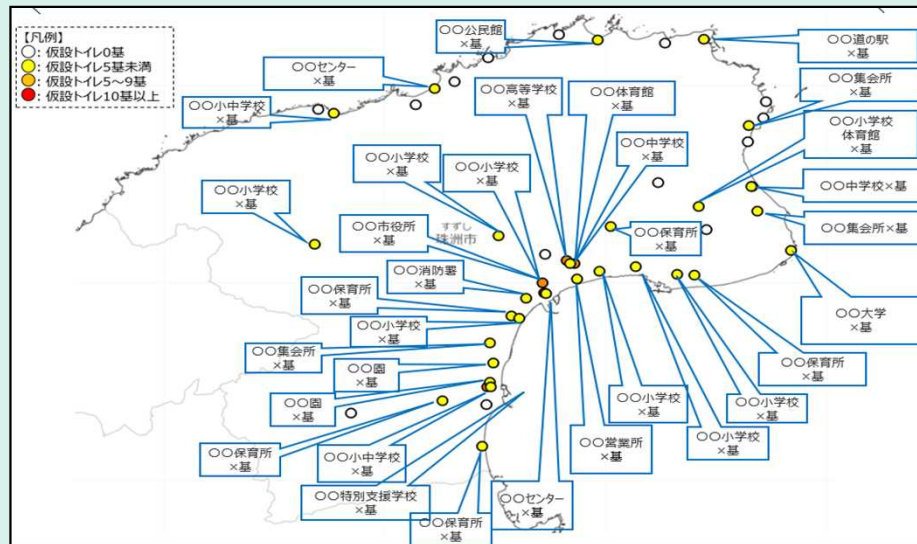 【凡例】
○：仮設トイレ0基
○：仮設トイレ5基未満
○：仮設トイレ5～9基
○：仮設トイレ10基以上
○○公民館
×基
○○道の駅
×基
○○センター
×基
○○高等学校
×基
○○体育館
×基
○○集会所
×基
○○小中学校
×基
○○小学校
体育館
×基
○○中学校
×基
○○小学校
×基
○○小学校
×基
○○中学校×基
○○小学校
×基
○○市役所
×基
すずし
珠洲市
○○保育所
×基
○○集会所×基
○○消防署
×基
○○保育所
×基
○○大学
×基
○○小学校
×基
○○集会所
×基
○○園
×基
○○保育所
×基
○○園
×基
○○小学校
×基
○○小学校
×基
○○保育所
×基
○○小中学校
×基
○○営業所
×基
○○小学校
×基
○○特別支援学校
×基
○○センター
×基
○○保育所
×基